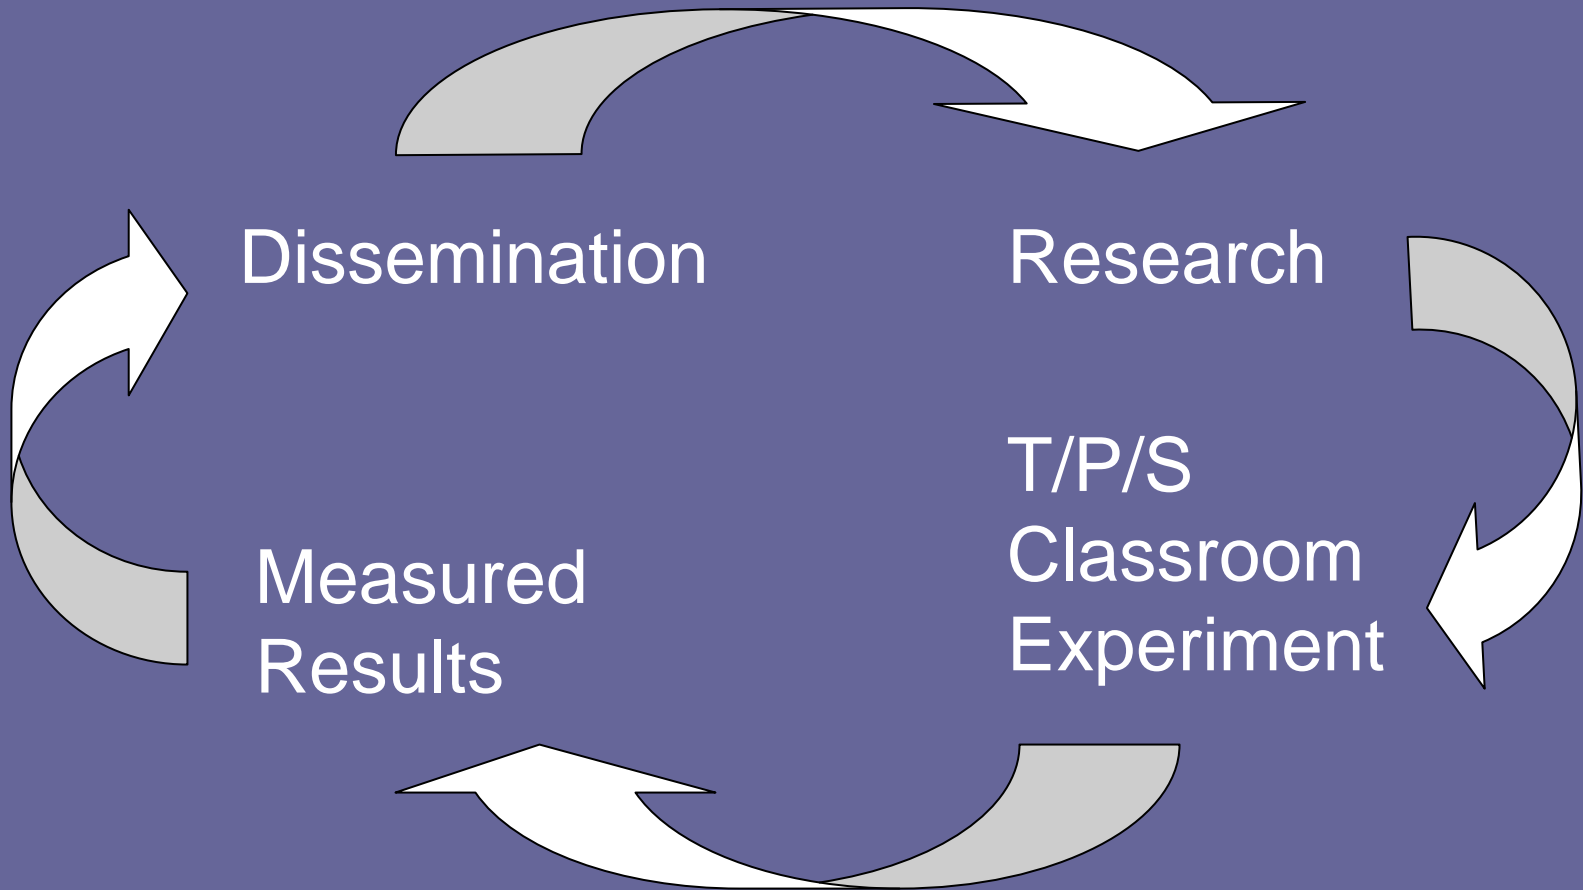 Dissemination
Research
T/P/S
Classroom
Experiment
Measured
Results